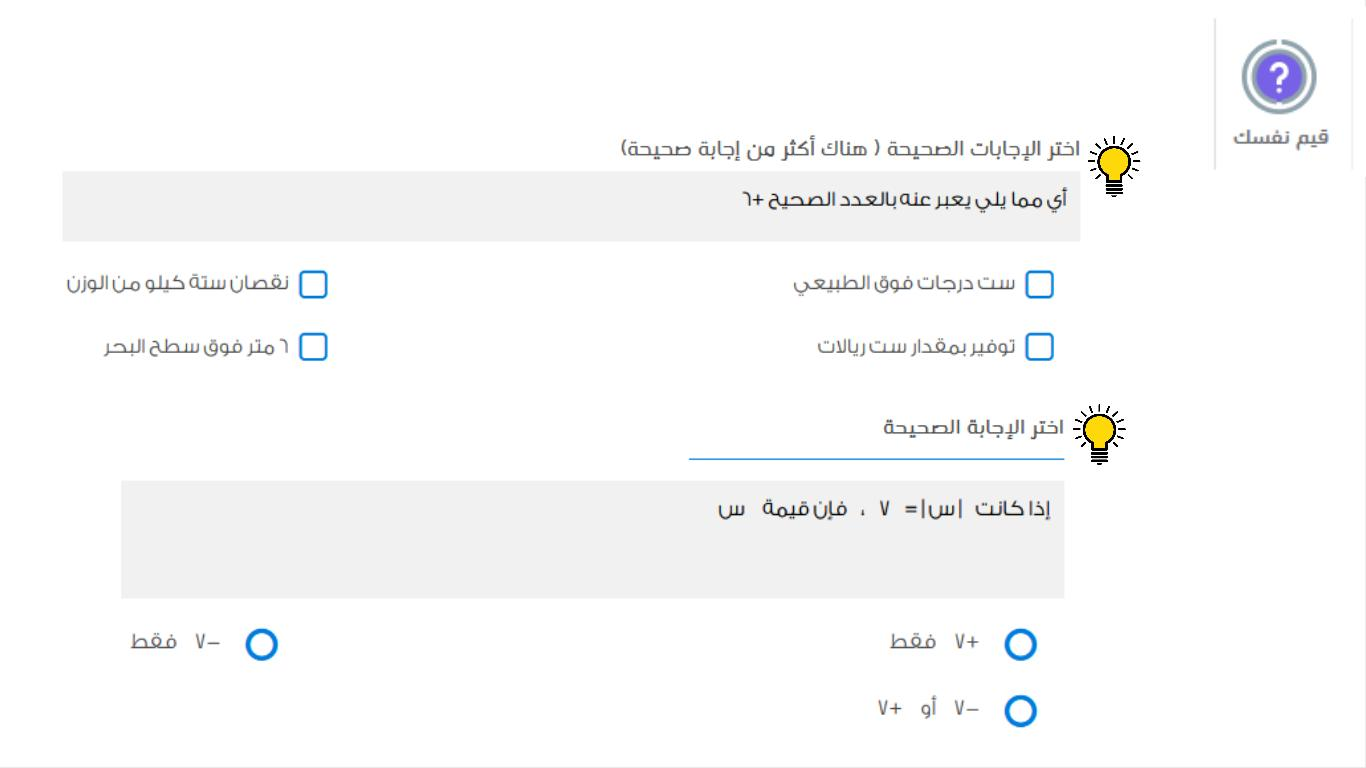 ?
قيم نفسك
اختر الإجابات الصحيحة ( هناك أكثر من إجابة صحيحة)
أي مما يلي يعبر عنه بالعدد الصحيح +٦
ست درجات فوق الطبيعي
نقصان ستة كيلو من الوزن
توفير بمقدار ست ريالات
٦ متر فوق سطح البحر
اختر الإجابة الصحيحة
إذا كانت |س|= ٧ ، فإن قيمة س
+٧ فقط
–٧ فقط
–٧ أو +٧